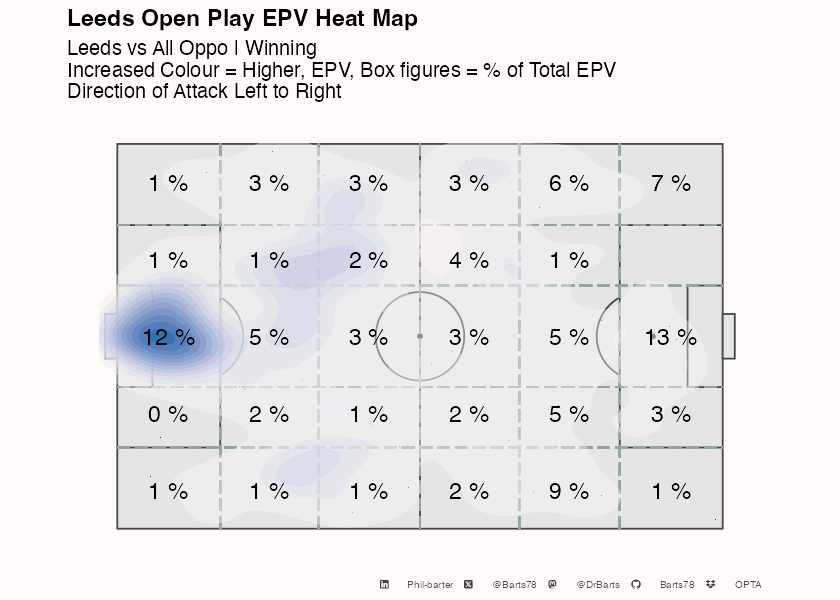 Leeds Open Play EPV Heat Map
Leeds vs All Oppo | Winning
Increased Colour = Higher, EPV, Box figures = % of Total EPV
Direction of Attack Left to Right
1 % 3 % 3 % 3 % 6 % 7 %
1 % 1 % 2 % 4 % 1 %
12 % 5 % 3 % 3 % 5 % 13 %
0 % 2 % 1 % 2 % 5 % 3 %
1 % 1 % 1 % 2 % 9 % 1 %
Phil-barter @Barts78 @DrBarts Barts78 OPTA